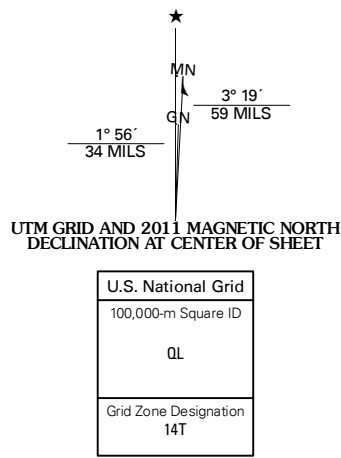 ★
MN
3° 19´
59 MILS
GN
1° 56´
34 MILS
UTM GRID AND 2011 MAGNETIC NORTH
DECLINATION AT CENTER OF SHEET
U.S. National Grid
100,000-m Square ID
QL
Grid Zone Designation
14T